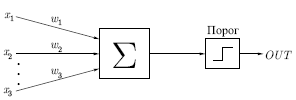 x₁ w₁
Порог
x₂ w₂ ∑ OUT
w₃
x₃